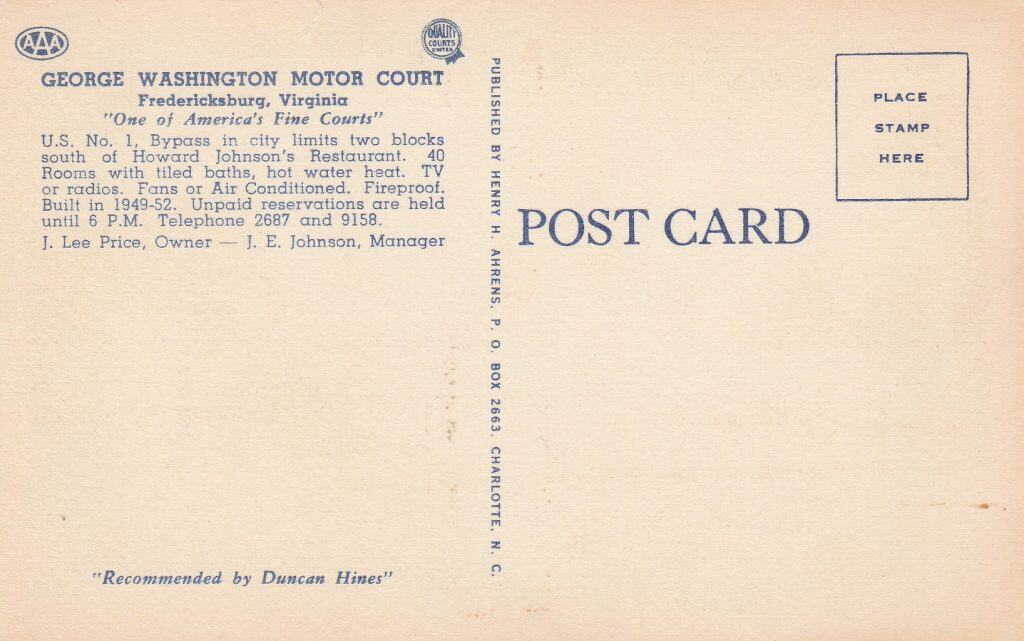 AAA
QUALITY
COURTS
UNITED
GEORGE WASHINGTON MOTOR COURT
Fredericksburg, Virginia
"One of America's Fine Courts"
U.S. No. 1, Bypass in city limits two blocks
south of Howard Johnson's Restaurant. 40
Rooms with tiled baths, hot water heat. TV
or radios. Fans or Air Conditioned. Fireproof.
Built in 1949-52. Unpaid reservations are held
until 6 P.M. Telephone 2687 and 9158.
J. Lee Price, Owner — J. E. Johnson, Manager
"Recommended by Duncan Hines"
PUBLISHED BY HENRY H. AHRENS, P. O. BOX 2663, CHARLOTTE, N. C.
POST CARD
PLACE
STAMP
HERE